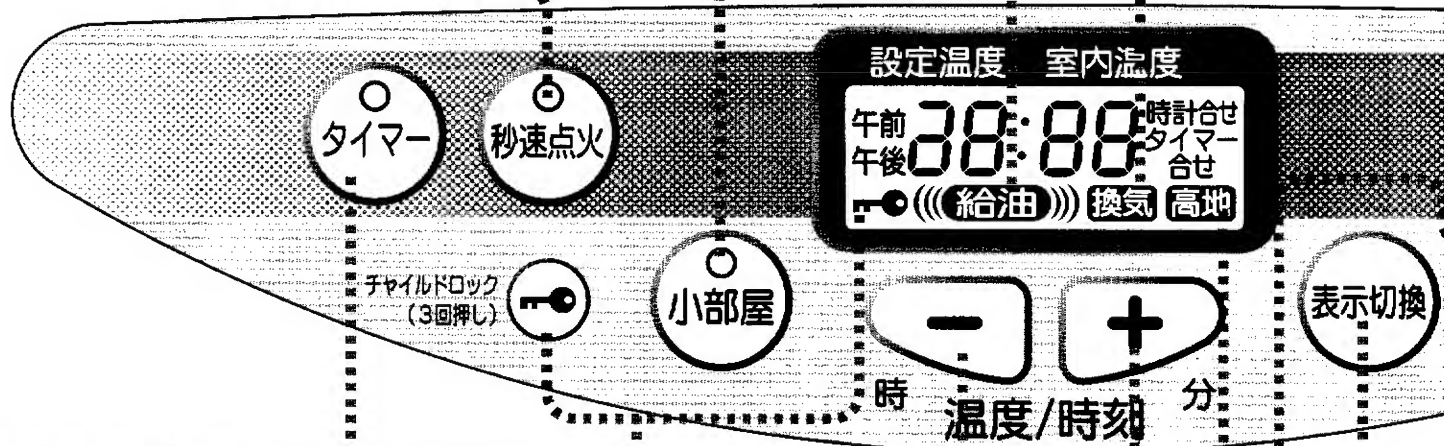 設定温度 室内温度
午前 28:88 時計合せ
午後 タイマー
合せ
給油 換気 高地
タイマー
秒速点火
チャイルドロック
(3回押し)
小部屋
表示切換
− +
時 分
温度/時刻